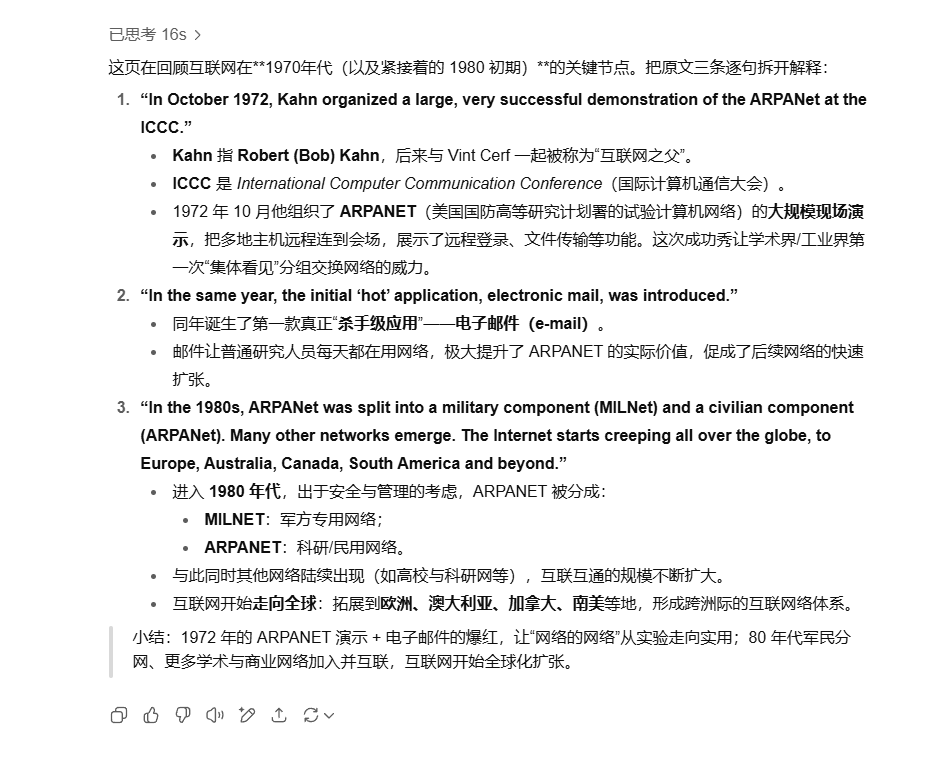 已思考 16s
这页在回顾互联网在**1970年代（以及紧接着的 1980 初期）**的关键节点。把原文三条逐句拆开解释：
1. “In October 1972, Kahn organized a large, very successful demonstration of the ARPANet at the
ICCC.”
• Kahn 指 Robert (Bob) Kahn，后来与 Vint Cerf 一起被称为“互联网之父”。
• ICCC 是 International Computer Communication Conference（国际计算机通信大会）。
• 1972 年 10 月他组织了 ARPANET（美国国防高等研究计划署的试验计算机网络）的大规模现场演
示，把多地主机远程连到会场，展示了远程登录、文件传输等功能。这次成功秀让学术界/工业界第
一次“集体看见”分组交换网络的威力。
2. “In the same year, the initial ‘hot’ application, electronic mail, was introduced.”
• 同年诞生了第一款真正“杀手级应用”——电子邮件（e-mail）。
• 邮件让普通研究人员每天都在用网络，极大提升了 ARPANET 的实际价值，促成了后续网络的快速
扩张。
3. “In the 1980s, ARPANet was split into a military component (MILNet) and a civilian component
(ARPANet). Many other networks emerge. The Internet starts creeping all over the globe, to
Europe, Australia, Canada, South America and beyond.”
• 进入 1980 年代，出于安全与管理的考虑，ARPANET 被分成：
• MILNET：军方专用网络；
• ARPANET：科研/民用网络。
• 与此同时其他网络陆续出现（如高校与科研网等），互联互通的规模不断扩大。
• 互联网开始走向全球：拓展到欧洲、澳大利亚、加拿大、南美等地，形成跨洲际的互联网络体系。
小结：1972 年的 ARPANET 演示 + 电子邮件的爆红，让“网络的网络”从实验走向实用；80 年代军民分
网、更多学术与商业网络加入并互联，互联网开始全球化扩张。